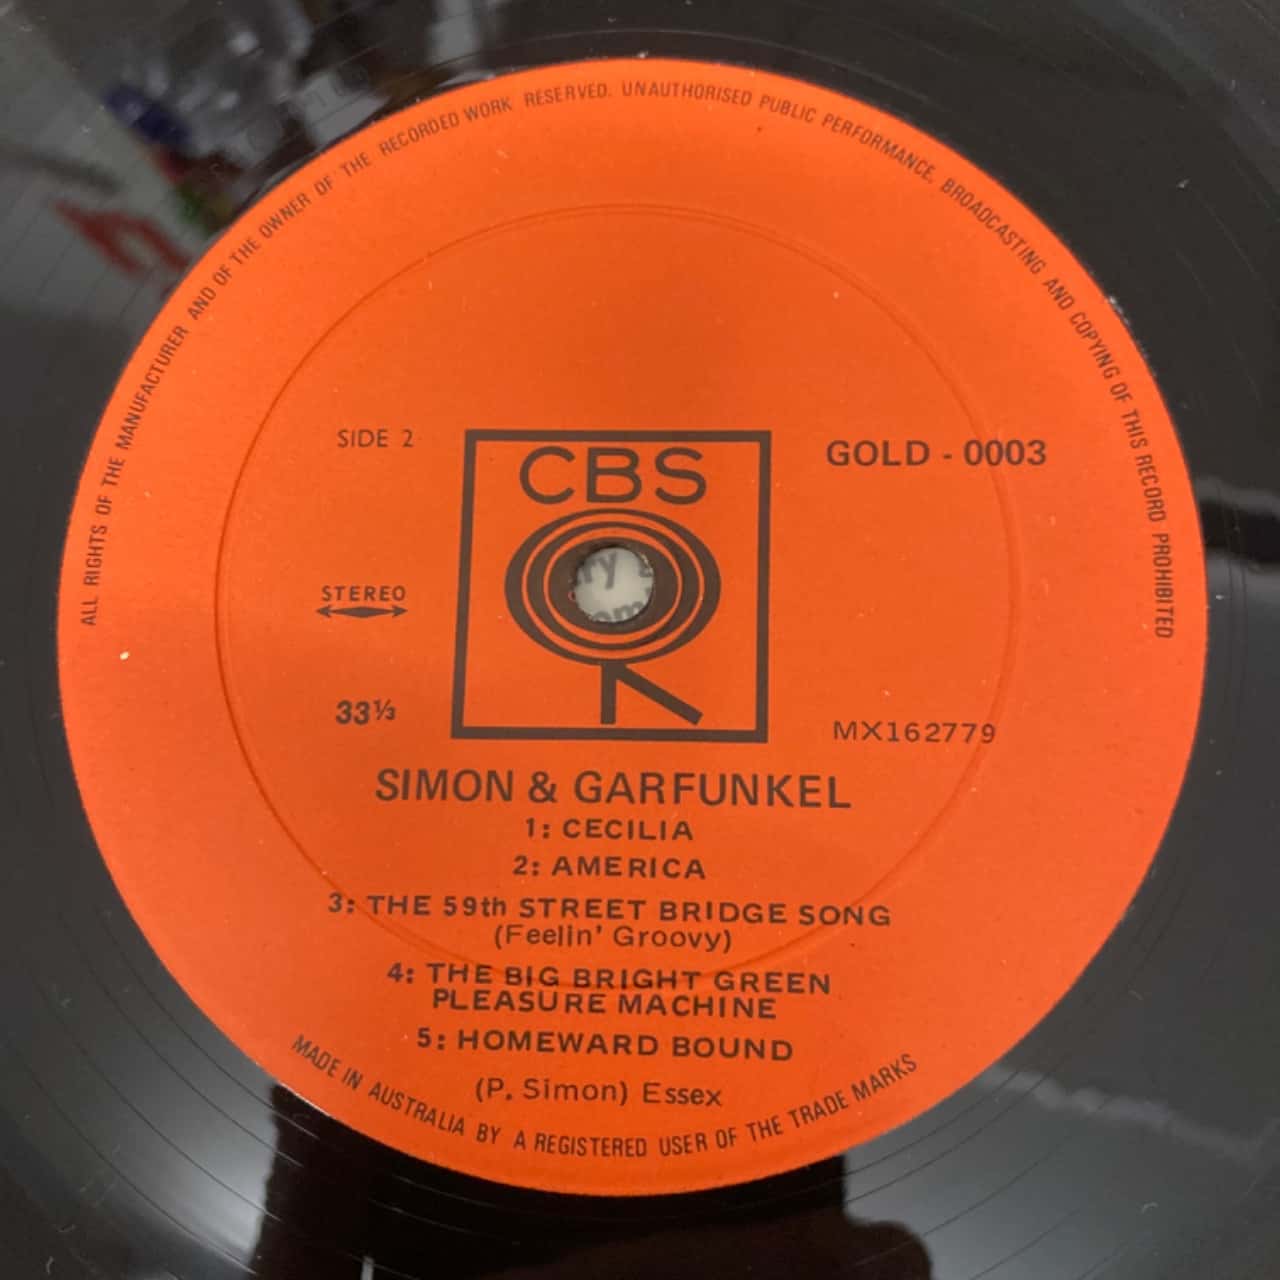 ALL RIGHTS OF THE MANUFACTURER AND OF THE OWNER OF THE RECORDED WORK RESERVED. UNAUTHORISED PUBLIC PERFORMANCE, BROADCASTING AND COPYING OF THIS RECORD PROHIBITED
SIDE 2
CBS
GOLD - 0003
STEREO
33⅓
MX162779
SIMON & GARFUNKEL
1: CECILIA
2: AMERICA
3: THE 59th STREET BRIDGE SONG
(Feelin' Groovy)
4: THE BIG BRIGHT GREEN
PLEASURE MACHINE
5: HOMEWARD BOUND
(P. Simon) Essex
MADE IN AUSTRALIA BY A REGISTERED USER OF THE TRADE MARKS